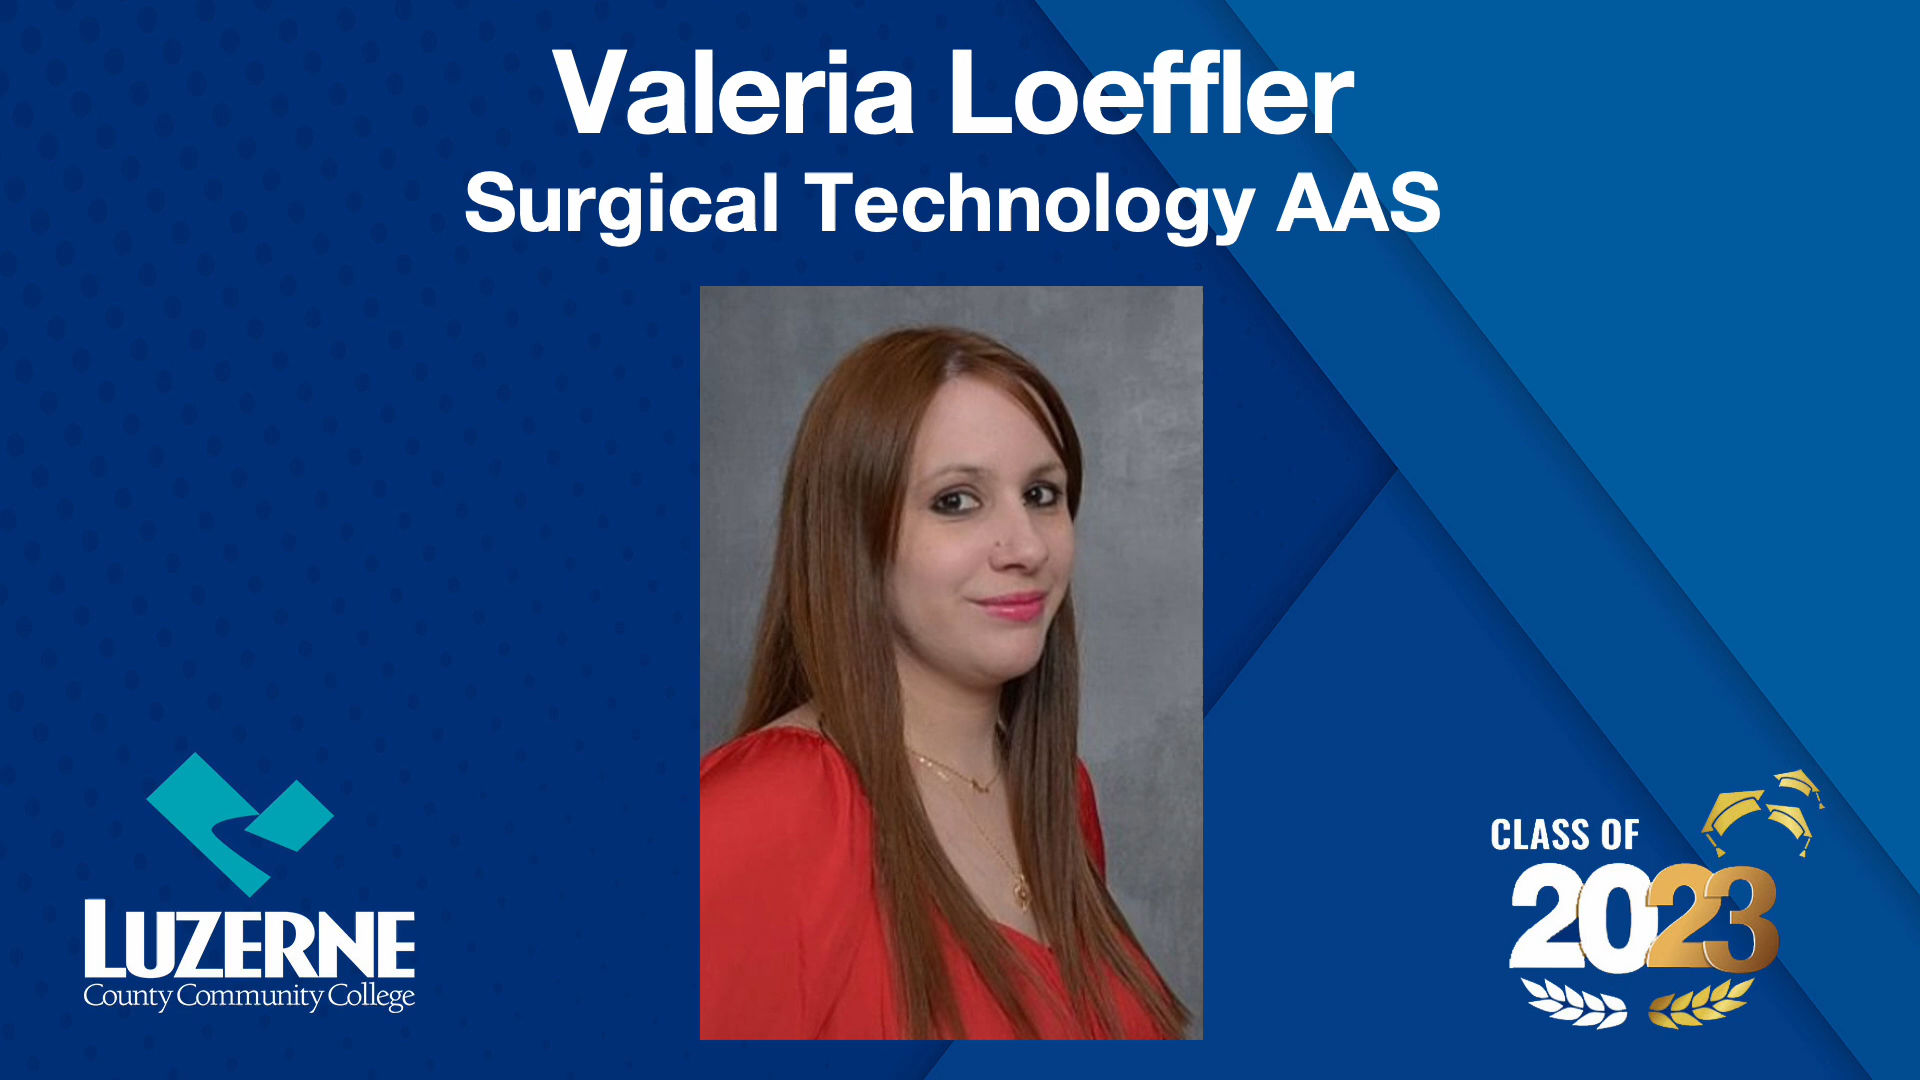 Valeria Loeffler
Surgical Technology AAS
LUZERNE
County Community College
CLASS OF
2023